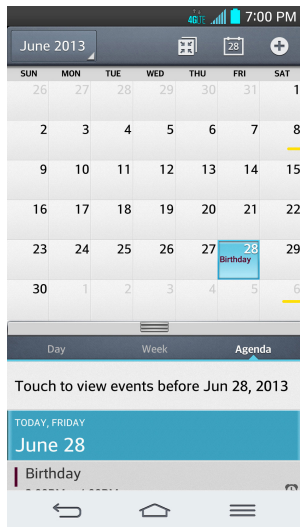 4G LTE 7:00 PM
June 2013 28
SUN MON TUE WED THU FRI SAT
26 27 28 29 30 31 1
2 3 4 5 6 7 8
9 10 11 12 13 14 15
16 17 18 19 20 21 22
23 24 25 26 27 28 29
Birthday
30 1 2 3 4 5 6
Day Week Agenda
Touch to view events before Jun 28, 2013
TODAY, FRIDAY
June 28
Birthday